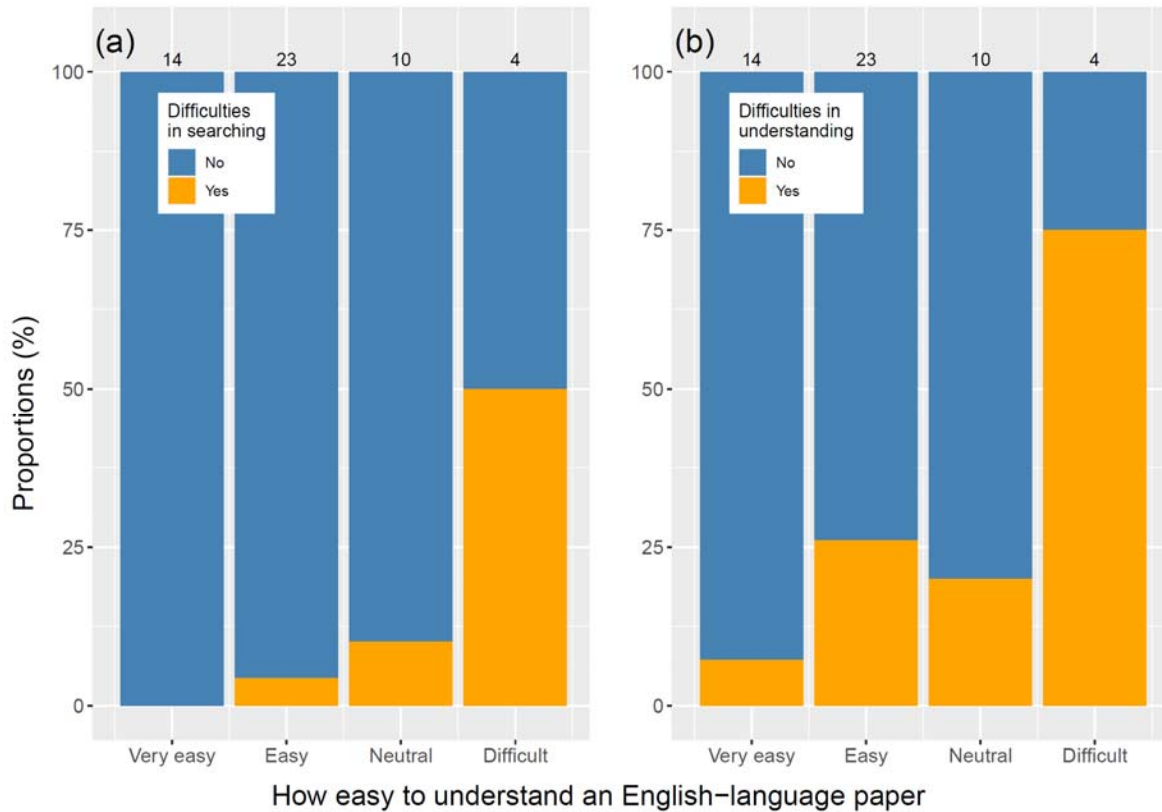 (a)
14 23 10 4
Difficulties
in searching
No
Yes
100
75
50
25
0
Proportions (%)
Very easy Easy Neutral Difficult
(b)
14 23 10 4
Difficulties in
understanding
No
Yes
100
75
50
25
0
Very easy Easy Neutral Difficult
How easy to understand an English−language paper